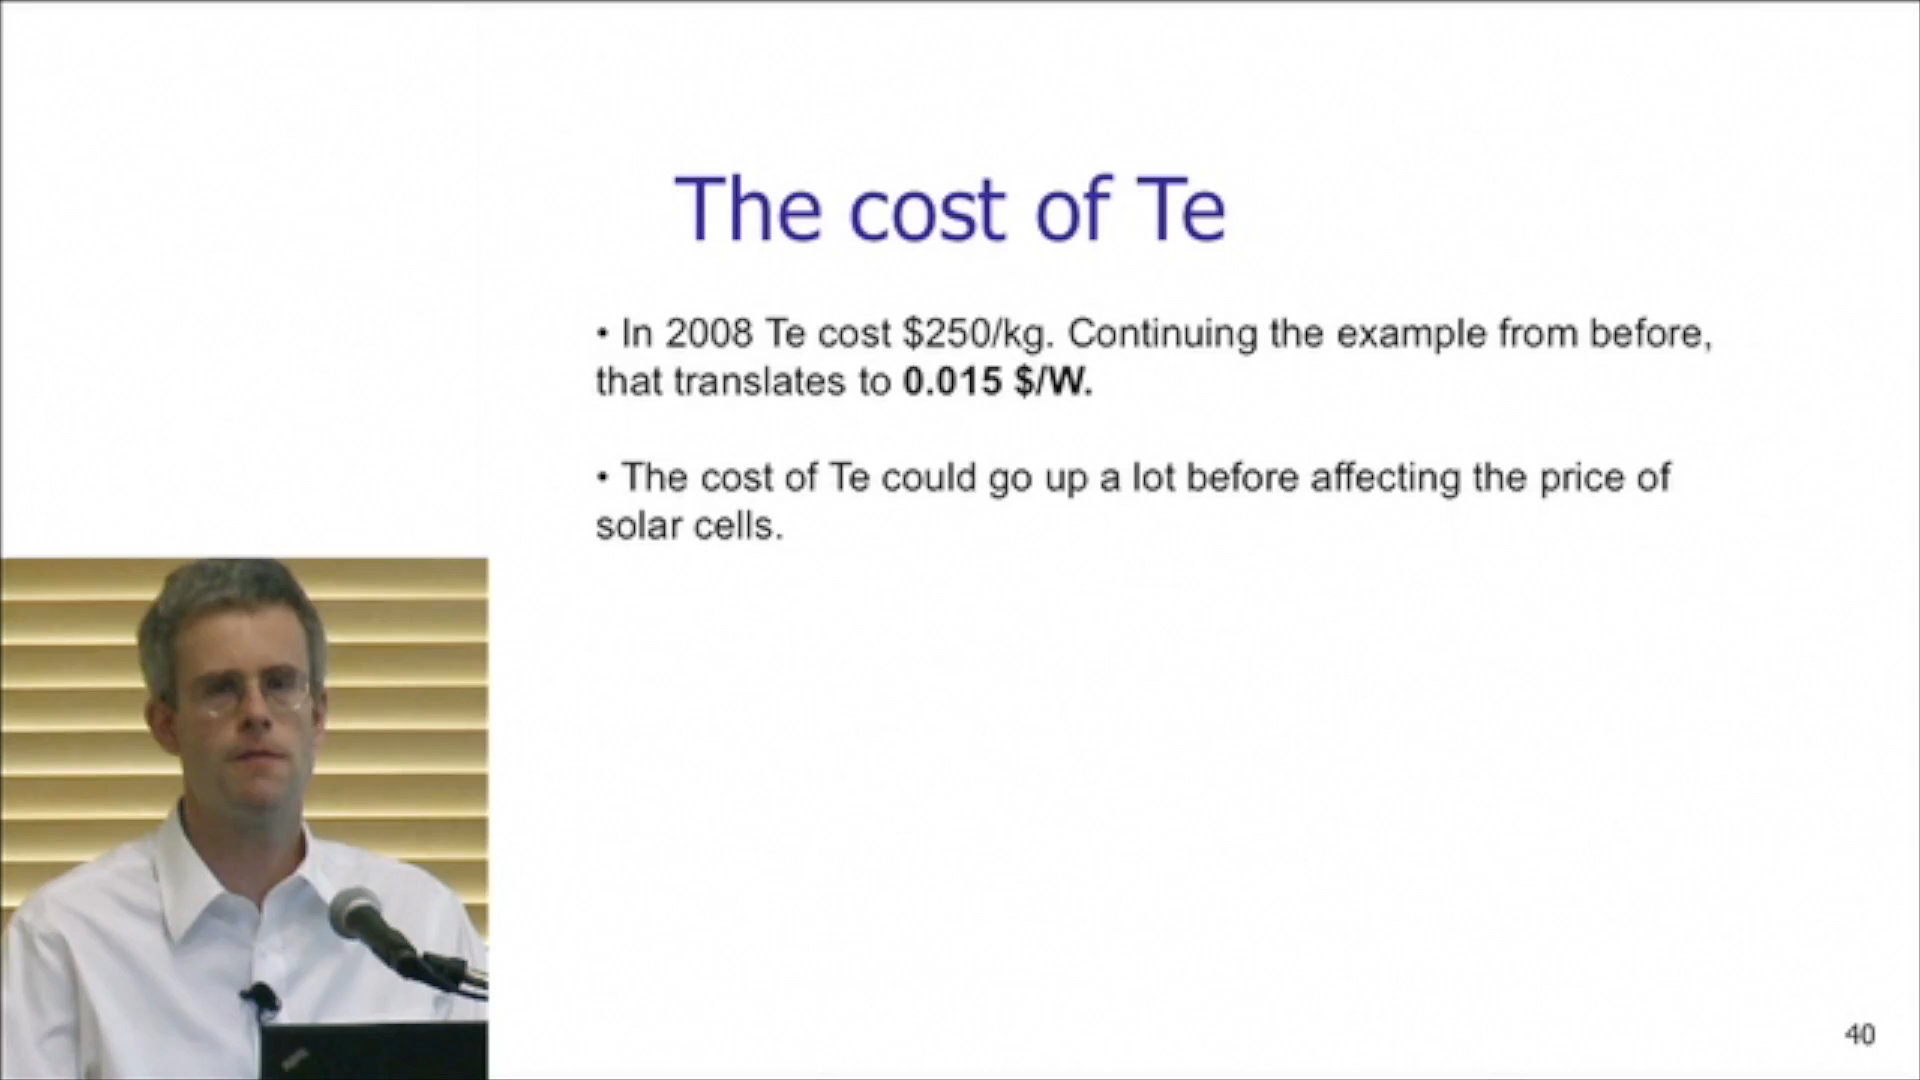 The cost of Te
• In 2008 Te cost $250/kg. Continuing the example from before,
that translates to 0.015 $/W.
• The cost of Te could go up a lot before affecting the price of
solar cells.
40